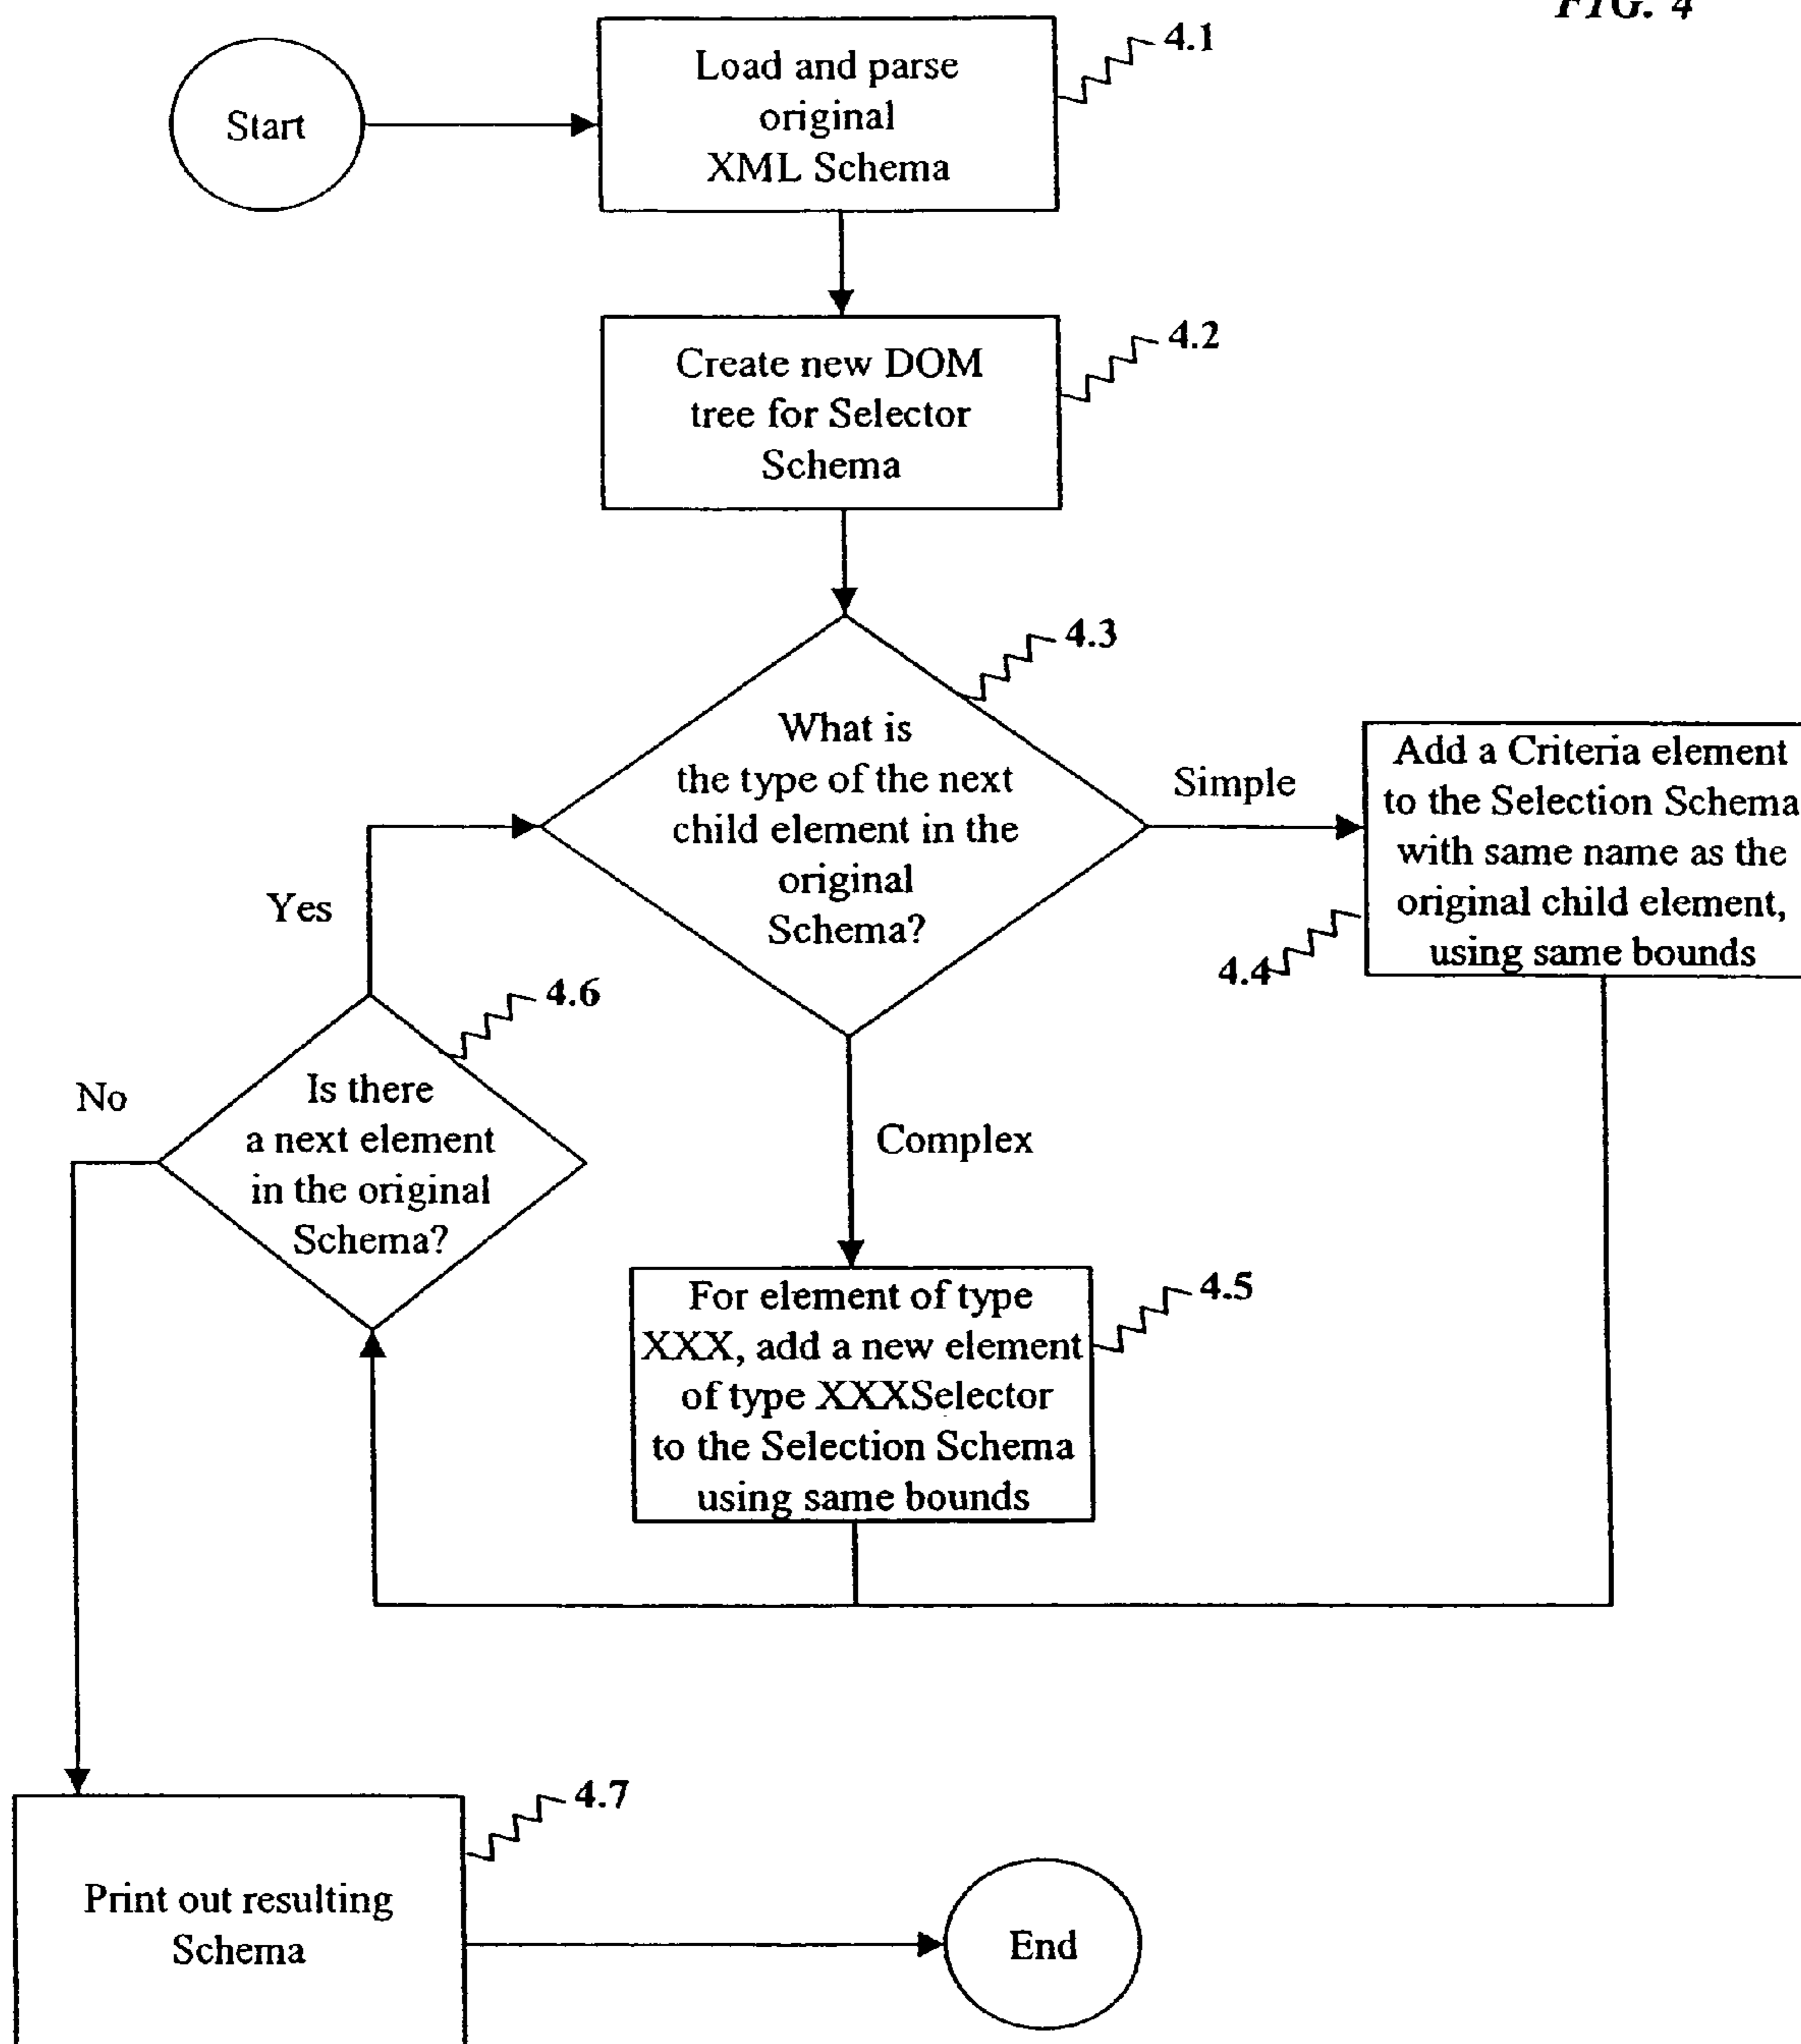 FIG. 4
Start
Load and parse
original
XML Schema
4.1
Create new DOM
tree for Selector
Schema
4.2
4.3
What is
the type of the next
child element in the
original
Schema?
Simple
Add a Criteria element
to the Selection Schema
with same name as the
original child element,
using same bounds
4.4
Yes
4.6
Is there
a next element
in the original
Schema?
No
Complex
For element of type
XXX, add a new element
of type XXXSelector
to the Selection Schema
using same bounds
4.5
4.7
Print out resulting
Schema
End